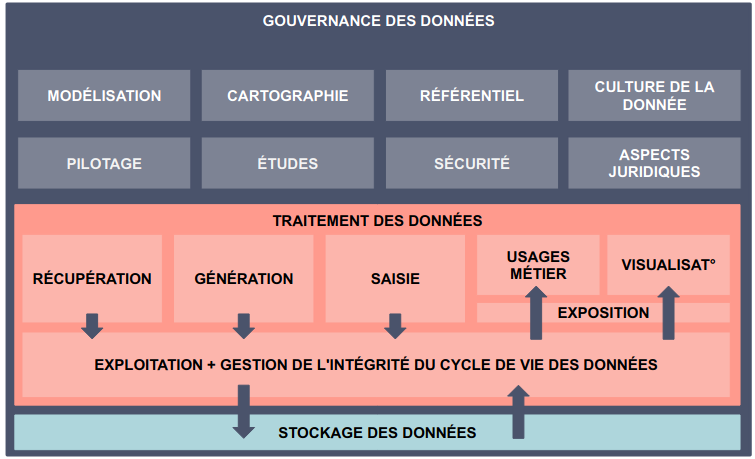 GOUVERNANCE DES DONNÉES
MODÉLISATION
CARTOGRAPHIE
RÉFÉRENTIEL
CULTURE DE LA
DONNÉE
PILOTAGE
ÉTUDES
SÉCURITÉ
ASPECTS
JURIDIQUES
TRAITEMENT DES DONNÉES
RÉCUPÉRATION
GÉNÉRATION
SAISIE
USAGES
MÉTIER
VISUALISAT°
EXPOSITION
EXPLOITATION + GESTION DE L'INTÉGRITÉ DU CYCLE DE VIE DES DONNÉES
STOCKAGE DES DONNÉES